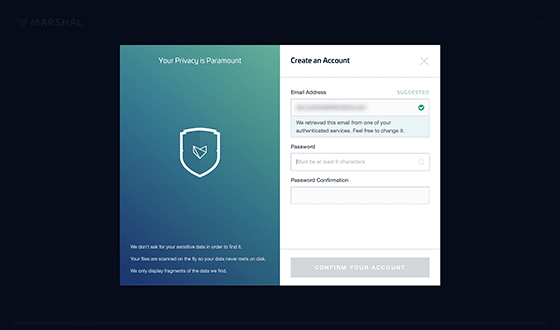 MARSHAL
Your Privacy is Paramount
Create an Account
Email Address
SUGGESTED
We retrieved this email from one of your
authenticated services. Feel free to change it.
Password
Must be at least 8 characters
Password Confirmation
We don't ask for your sensitive data in order to find it.
Your files are scanned on the fly so your data never rests on disk.
We only display fragments of the data we find.
CONFIRM YOUR ACCOUNT